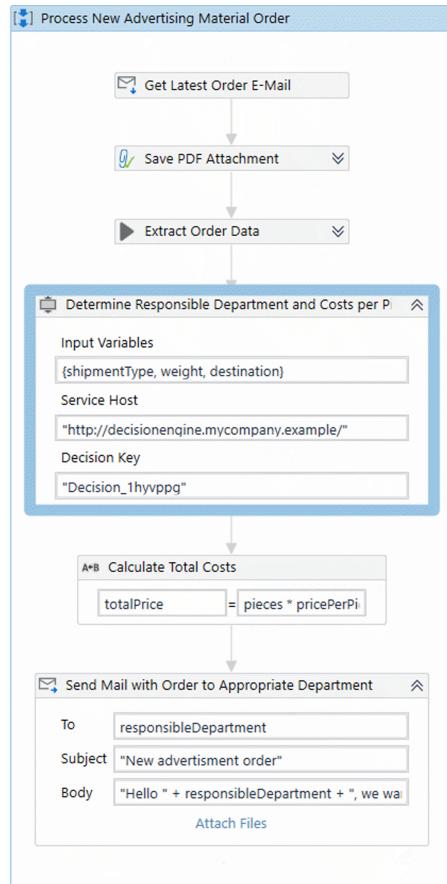 Process New Advertising Material Order
Get Latest Order E-Mail
Save PDF Attachment
Extract Order Data
Determine Responsible Department and Costs per P
Input Variables
{shipmentType, weight, destination}
Service Host
"http://decisionengine.mycompany.example/"
Decision Key
"Decision_1hyvppg"
A+B Calculate Total Costs
totalPrice = pieces * pricePerPi
Send Mail with Order to Appropriate Department
To responsibleDepartment
Subject "New advertisment order"
Body "Hello " + responsibleDepartment + ", we wa
Attach Files